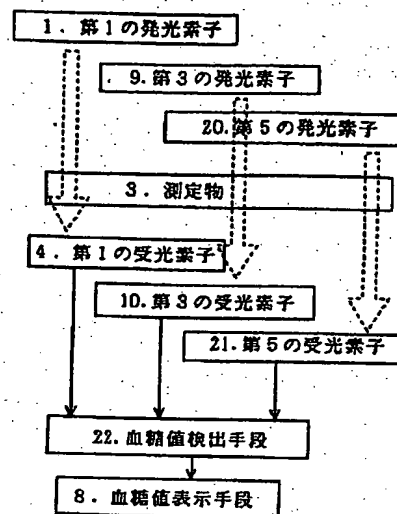 1．第1の発光素子
9.第3の発光素子
20.第5の発光素子
3．測定物
4．第1の受光素子
10.第3の受光素子
21.第5の受光素子
22.血糖値検出手段
8．血糖値表示手段